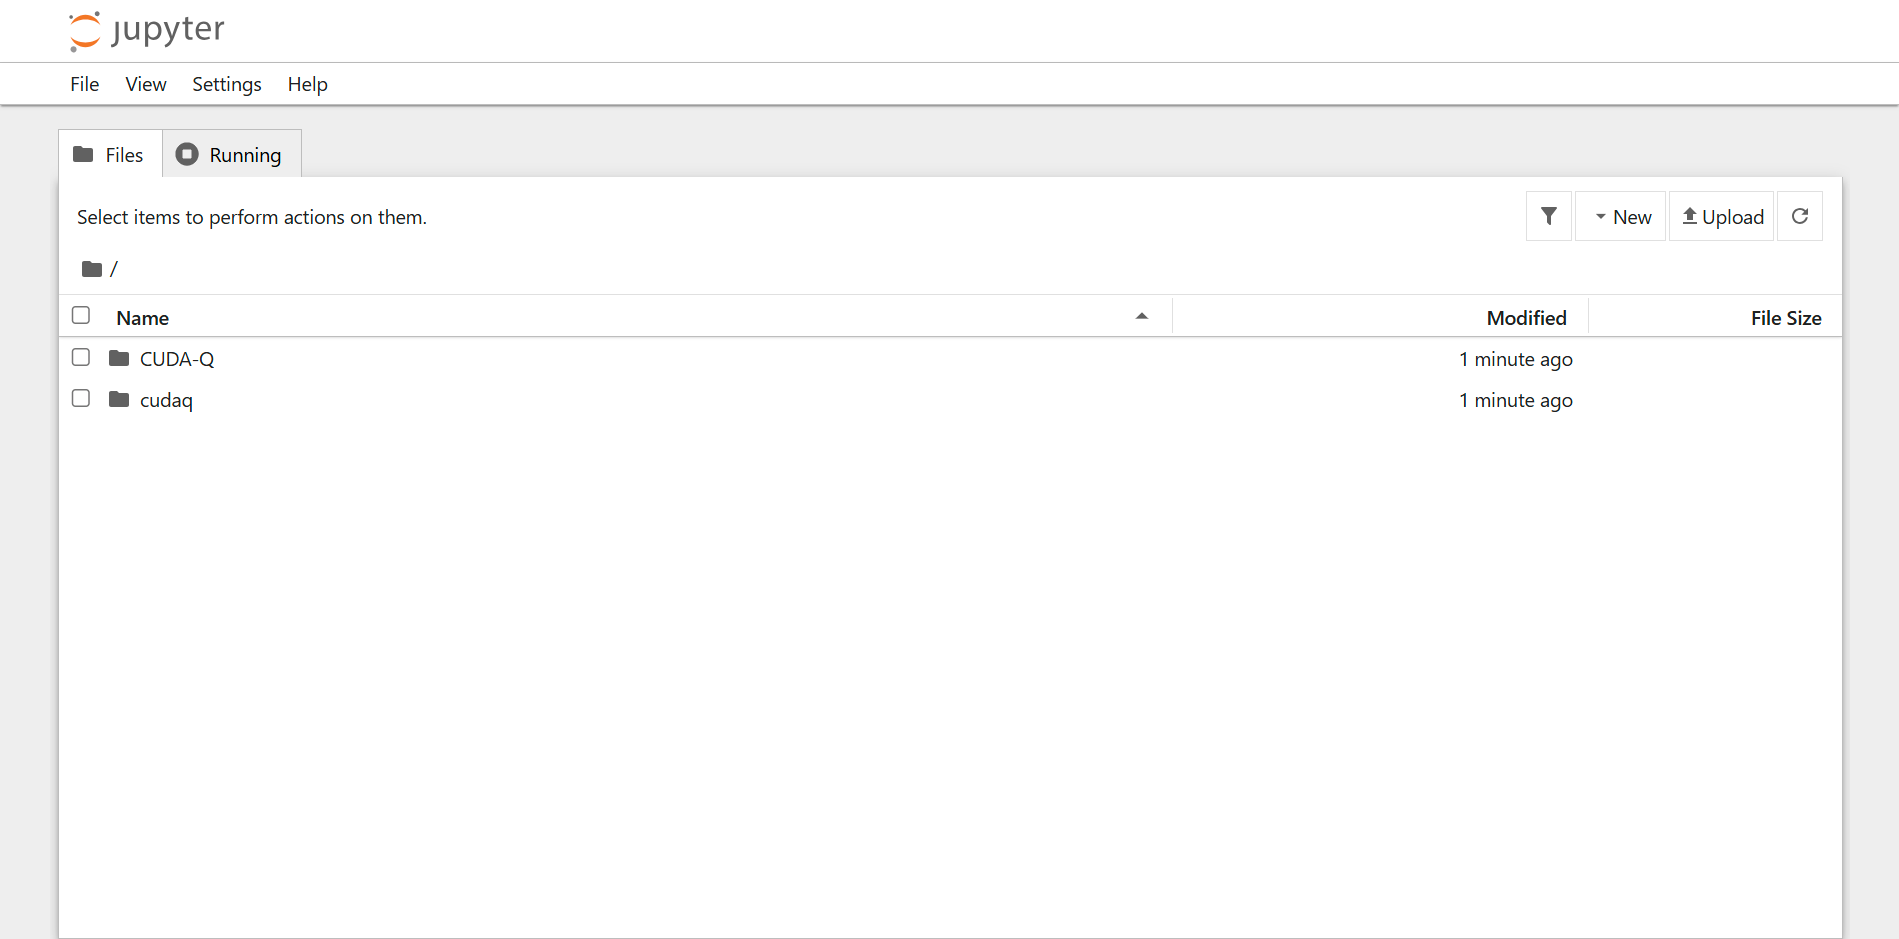 jupyter
File View Settings Help
Files Running
Select items to perform actions on them.
New Upload
/
Name Modified File Size
CUDA-Q 1 minute ago
cudaq 1 minute ago